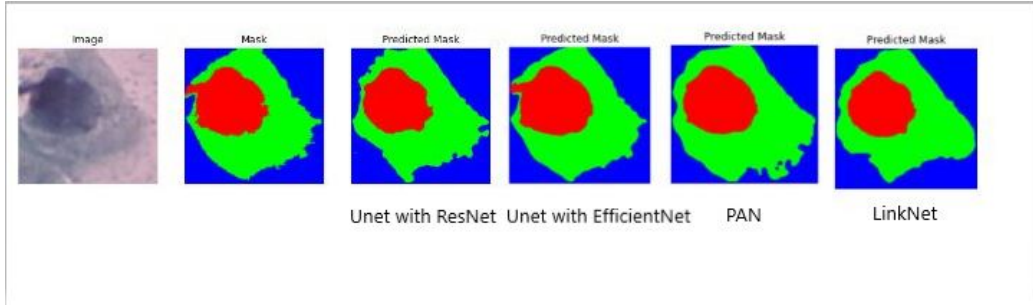 Image
Mask
Predicted Mask
Predicted Mask
Predicted Mask
Predicted Mask
Unet with ResNet
Unet with EfficientNet
PAN
LinkNet